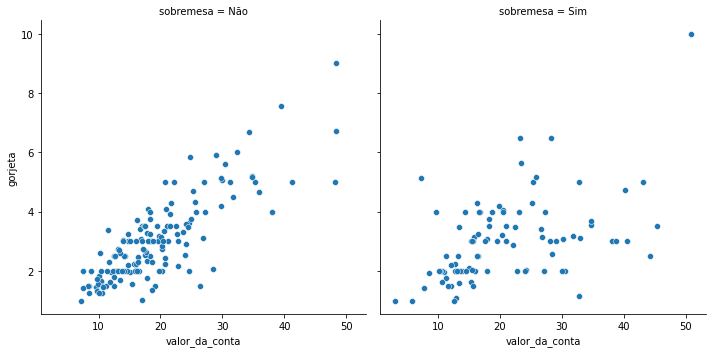 sobremesa = Não
sobremesa = Sim
10
8
6
4
2
gorjeta
10 20 30 40 50
10 20 30 40 50
valor_da_conta
valor_da_conta